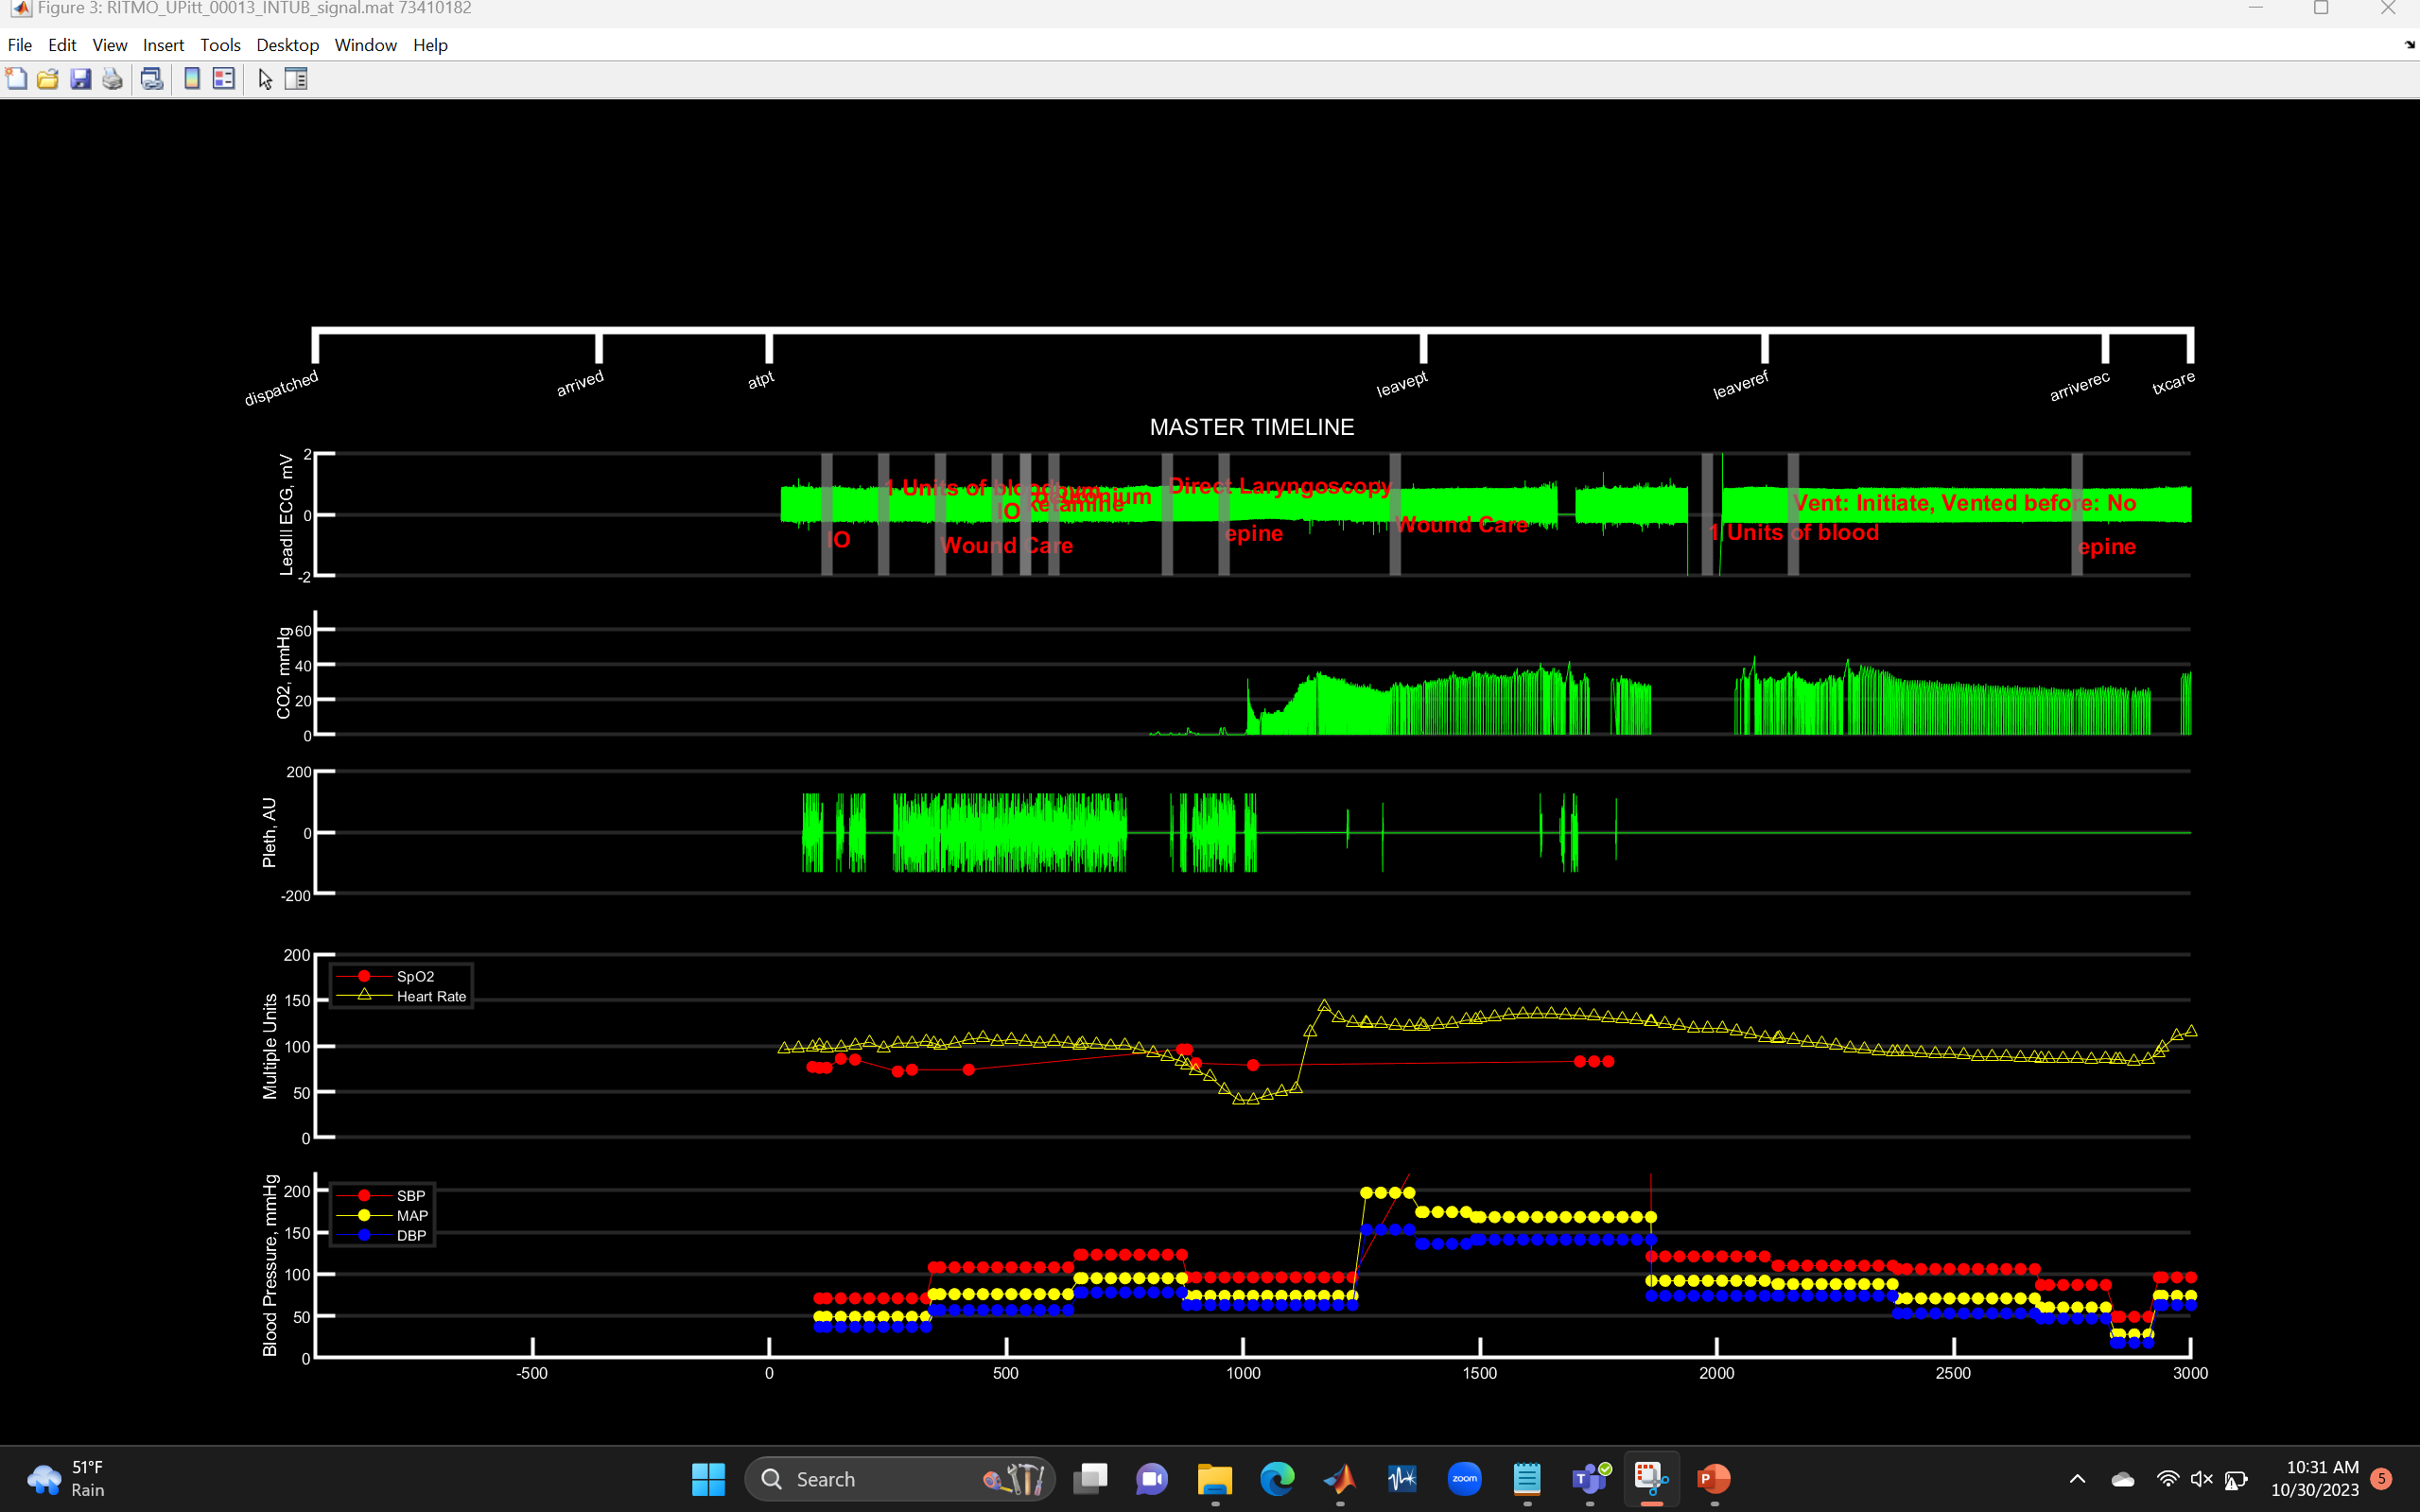 Figure 3: RITMO_UPitt_00013_INTUB_signal.mat 73410182
File Edit View Insert Tools Desktop Window Help
dispatched arrived atpt leavept leaveref arriverec txcare
MASTER TIMELINE
LeadII ECG, mV
2
0
-2
1 Units of blood
Direct Laryngoscopy
Ketamine
IO
Vent: Initiate, Vented before: No
IO
Wound Care
epine
Wound Care
1 Units of blood
epine
CO2, mmHg
60
40
20
0
Pleth, AU
200
0
-200
Multiple Units
200
150
100
50
0
SpO2
Heart Rate
Blood Pressure, mmHg
200
150
100
50
0
SBP
MAP
DBP
-500 0 500 1000 1500 2000 2500 3000
51°F
Rain
Search
zoom
10:31 AM
10/30/2023
5